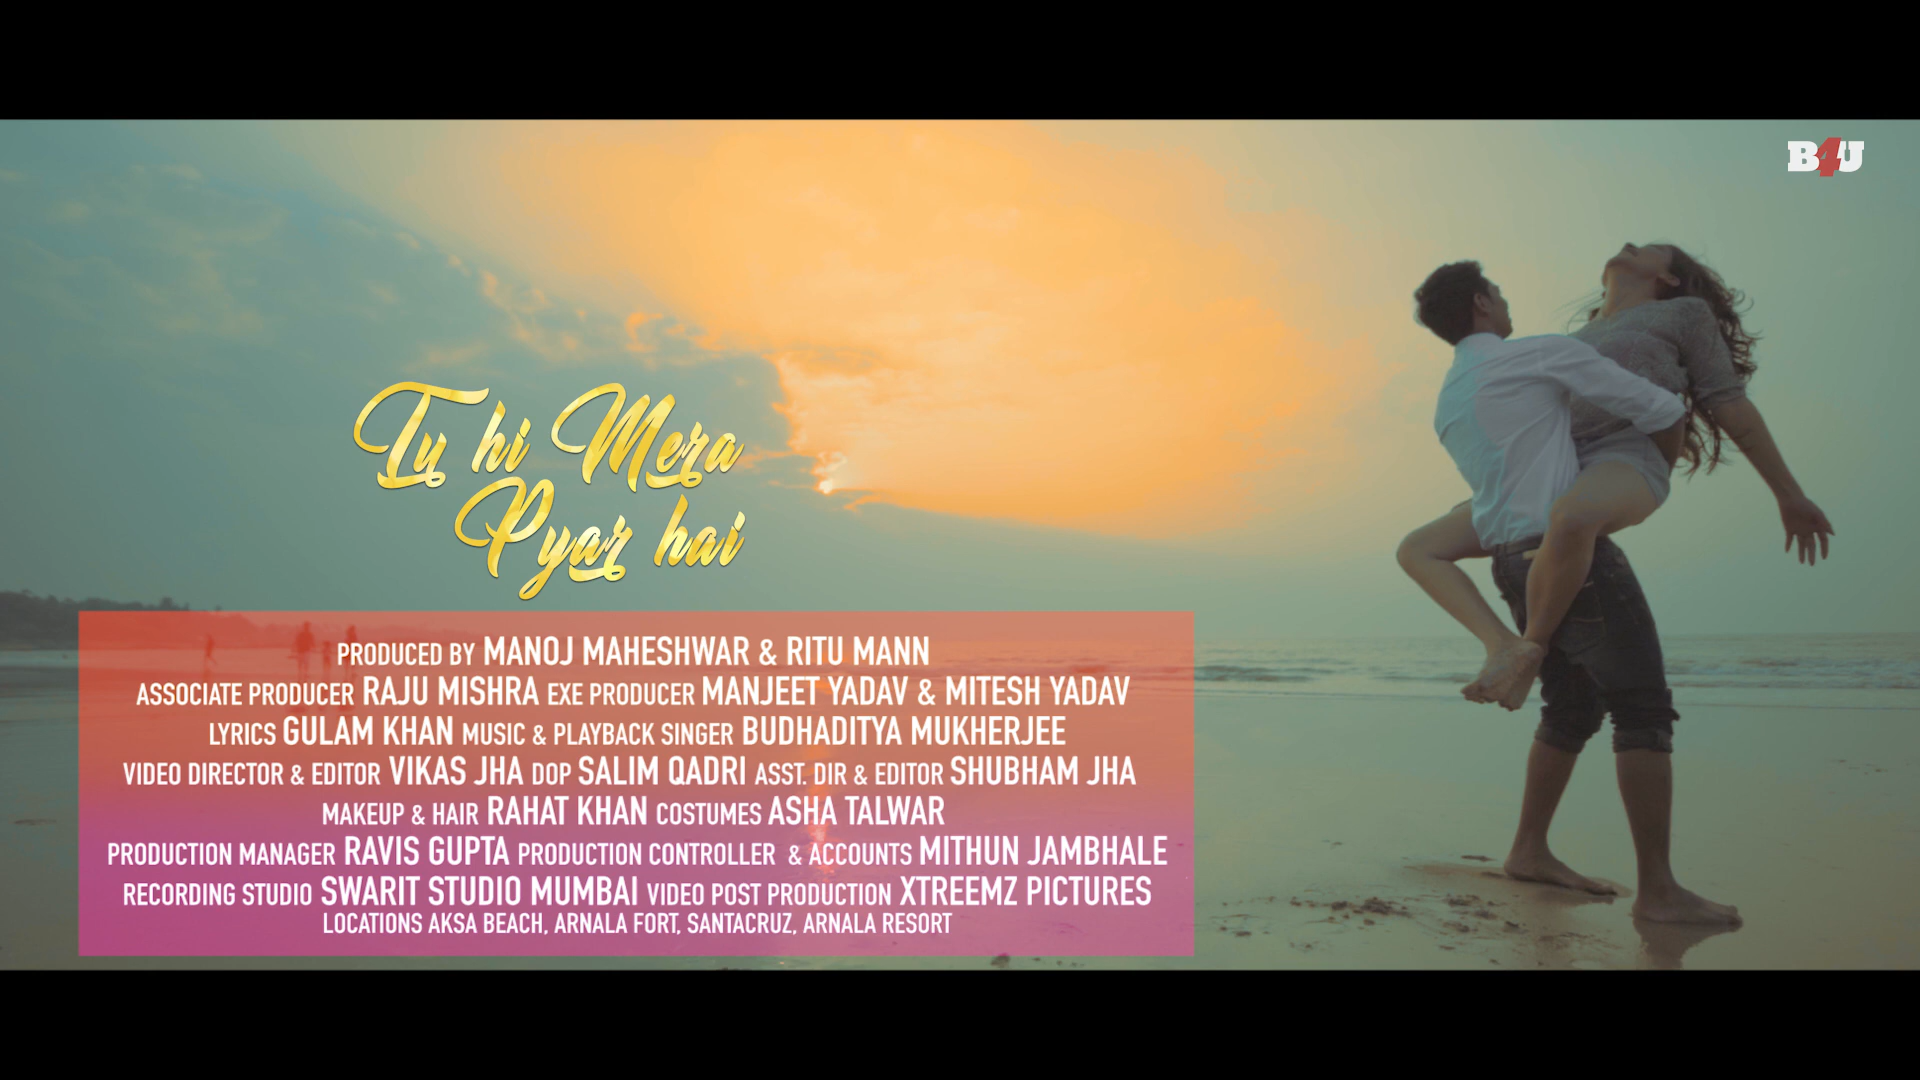 B4U
Tu hi Mera
Pyar hai
PRODUCED BY MANOJ MAHESHWAR & RITU MANN
ASSOCIATE PRODUCER RAJU MISHRA EXE PRODUCER MANJEET YADAV & MITESH YADAV
LYRICS GULAM KHAN MUSIC & PLAYBACK SINGER BUDHADITYA MUKHERJEE
VIDEO DIRECTOR & EDITOR VIKAS JHA DOP SALIM QADRI ASST. DIR & EDITOR SHUBHAM JHA
MAKEUP & HAIR RAHAT KHAN COSTUMES ASHA TALWAR
PRODUCTION MANAGER RAVIS GUPTA PRODUCTION CONTROLLER & ACCOUNTS MITHUN JAMBHALE
RECORDING STUDIO SWARIT STUDIO MUMBAI VIDEO POST PRODUCTION XTREEMZ PICTURES
LOCATIONS AKSA BEACH, ARNALA FORT, SANTACRUZ, ARNALA RESORT